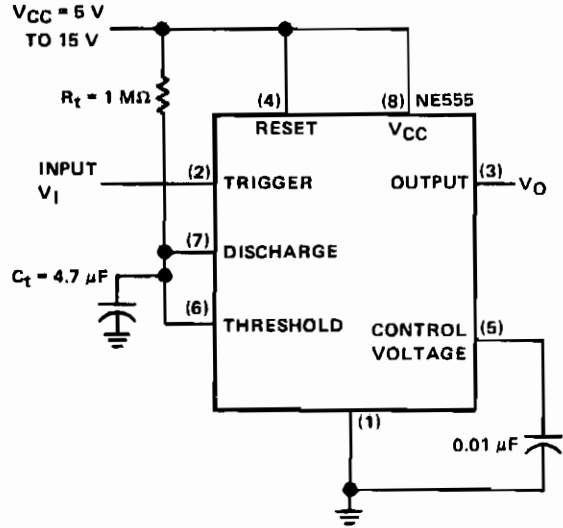 VCC = 5 V
TO 15 V
Rt = 1 MΩ
(4)
(8)
NE555
RESET
VCC
INPUT
VI
(2)
TRIGGER
OUTPUT
(3)
VO
(7)
DISCHARGE
Ct = 4.7 μF
(6)
THRESHOLD
CONTROL
VOLTAGE
(5)
(1)
0.01 μF